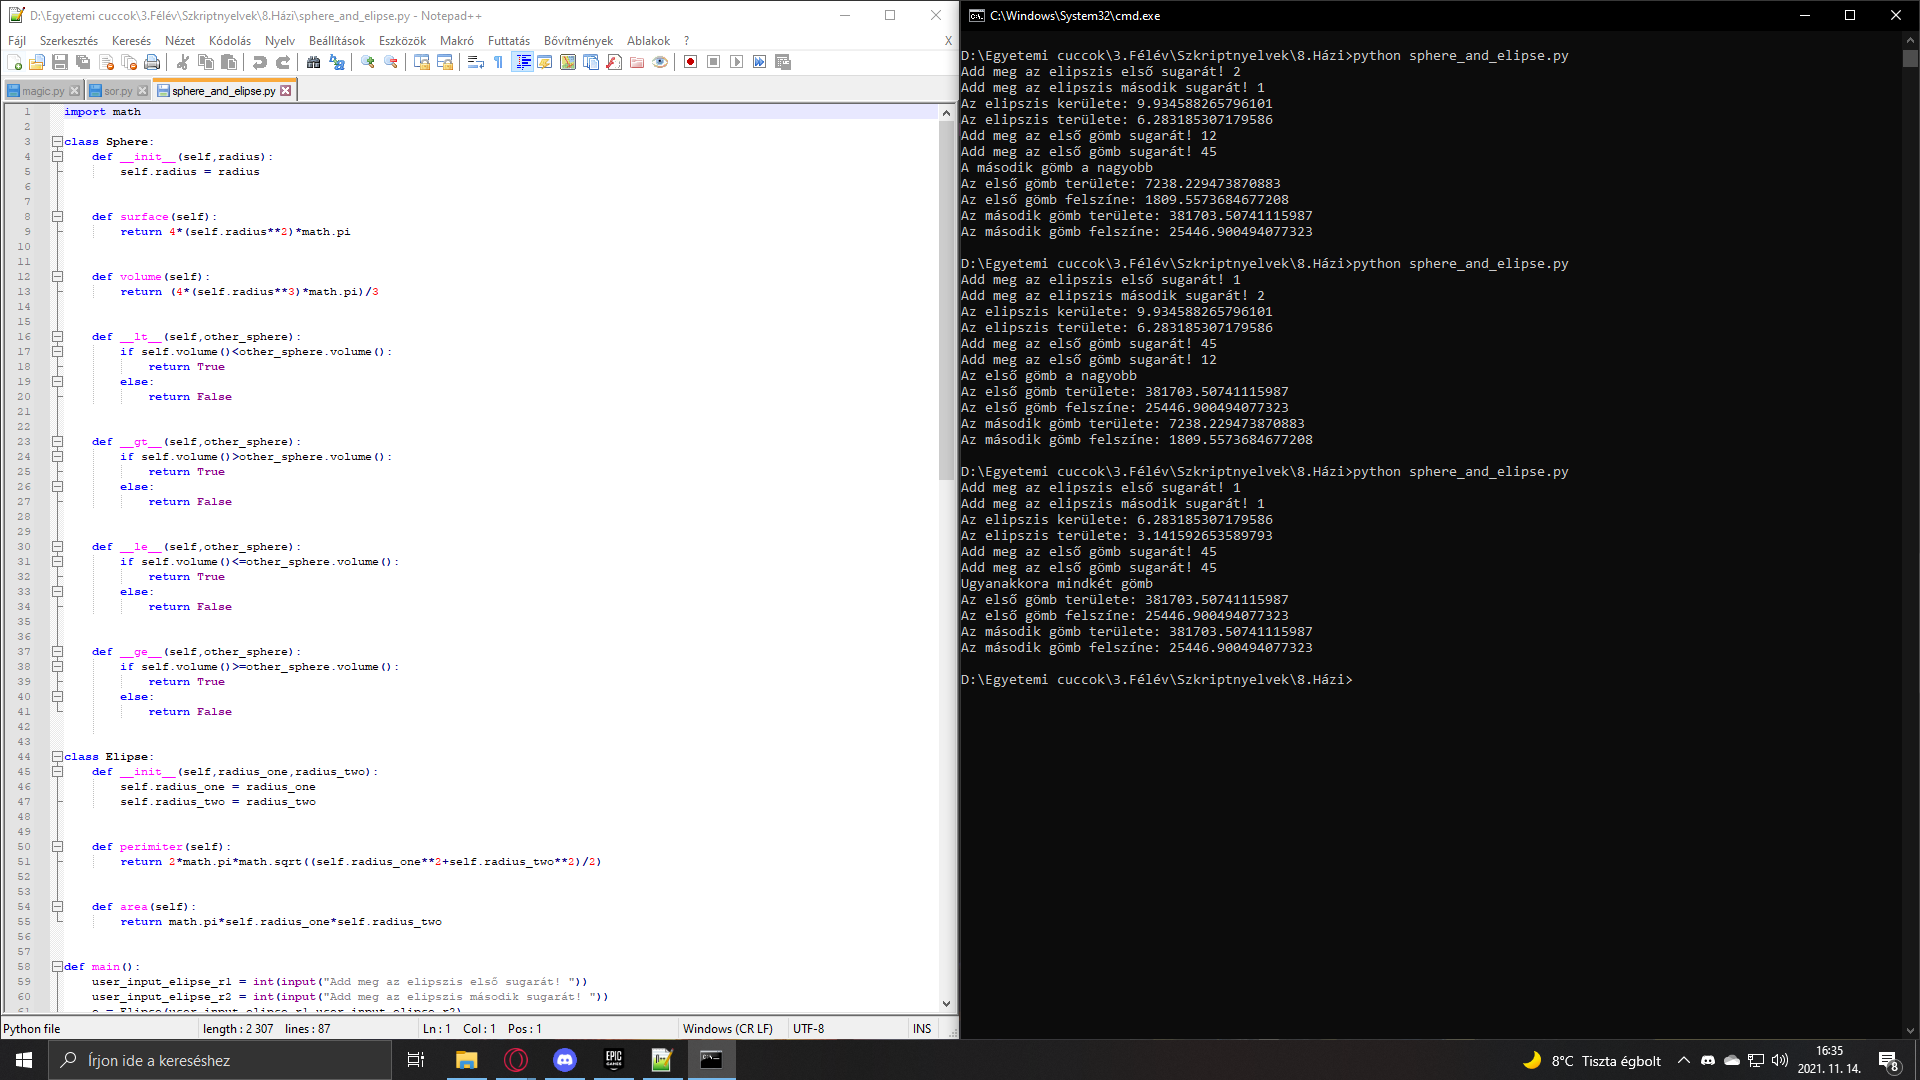 D:\Egyetemi cuccok\3.Félév\Szkriptnyelvek\8.Házi\sphere_and_elipse.py - Notepad++
Fájl Szerkesztés Keresés Nézet Kódolás Nyelv Beállítások Eszközök Makró Futtatás Bővítmények Ablakok ? X
magic.py sor.py sphere_and_elipse.py
1 import math
2
3 class Sphere:
4 def __init__(self,radius):
5 self.radius = radius
6
7
8 def surface(self):
9 return 4*(self.radius**2)*math.pi
10
11
12 def volume(self):
13 return (4*(self.radius**3)*math.pi)/3
14
15
16 def __lt__(self,other_sphere):
17 if self.volume()<other_sphere.volume():
18 return True
19 else:
20 return False
21
22
23 def __gt__(self,other_sphere):
24 if self.volume()>other_sphere.volume():
25 return True
26 else:
27 return False
28
29
30 def __le__(self,other_sphere):
31 if self.volume()<=other_sphere.volume():
32 return True
33 else:
34 return False
35
36
37 def __ge__(self,other_sphere):
38 if self.volume()>=other_sphere.volume():
39 return True
40 else:
41 return False
42
43
44 class Elipse:
45 def __init__(self,radius_one,radius_two):
46 self.radius_one = radius_one
47 self.radius_two = radius_two
48
49
50 def perimiter(self):
51 return 2*math.pi*math.sqrt((self.radius_one**2+self.radius_two**2)/2)
52
53
54 def area(self):
55 return math.pi*self.radius_one*self.radius_two
56
57
58 def main():
59 user_input_elipse_r1 = int(input("Add meg az elipszis első sugarát! "))
60 user_input_elipse_r2 = int(input("Add meg az elipszis második sugarát! "))
61 e = Elipse(user_input_elipse_r1,user_input_elipse_r2)
Python file length : 2 307 lines : 87 Ln : 1 Col : 1 Pos : 1 Windows (CR LF) UTF-8 INS
C:\Windows\System32\cmd.exe
D:\Egyetemi cuccok\3.Félév\Szkriptnyelvek\8.Házi>python sphere_and_elipse.py
Add meg az elipszis első sugarát! 2
Add meg az elipszis második sugarát! 1
Az elipszis kerülete: 9.934588265796101
Az elipszis területe: 6.283185307179586
Add meg az első gömb sugarát! 12
Add meg az első gömb sugarát! 45
A második gömb a nagyobb
Az első gömb területe: 7238.229473870883
Az első gömb felszíne: 1809.5573684677208
Az második gömb területe: 381703.50741115987
Az második gömb felszíne: 25446.900494077323
D:\Egyetemi cuccok\3.Félév\Szkriptnyelvek\8.Házi>python sphere_and_elipse.py
Add meg az elipszis első sugarát! 1
Add meg az elipszis második sugarát! 2
Az elipszis kerülete: 9.934588265796101
Az elipszis területe: 6.283185307179586
Add meg az első gömb sugarát! 45
Add meg az első gömb sugarát! 12
Az első gömb a nagyobb
Az első gömb területe: 381703.50741115987
Az első gömb felszíne: 25446.900494077323
Az második gömb területe: 7238.229473870883
Az második gömb felszíne: 1809.5573684677208
D:\Egyetemi cuccok\3.Félév\Szkriptnyelvek\8.Házi>python sphere_and_elipse.py
Add meg az elipszis első sugarát! 1
Add meg az elipszis második sugarát! 1
Az elipszis kerülete: 6.283185307179586
Az elipszis területe: 3.141592653589793
Add meg az első gömb sugarát! 45
Add meg az első gömb sugarát! 45
Ugyanakkora mindkét gömb
Az első gömb területe: 381703.50741115987
Az első gömb felszíne: 25446.900494077323
Az második gömb területe: 381703.50741115987
Az második gömb felszíne: 25446.900494077323
D:\Egyetemi cuccok\3.Félév\Szkriptnyelvek\8.Házi>
Írjon ide a kereséshez
EPIC GAMES
8°C Tiszta égbolt
16:35
2021. 11. 14.
8